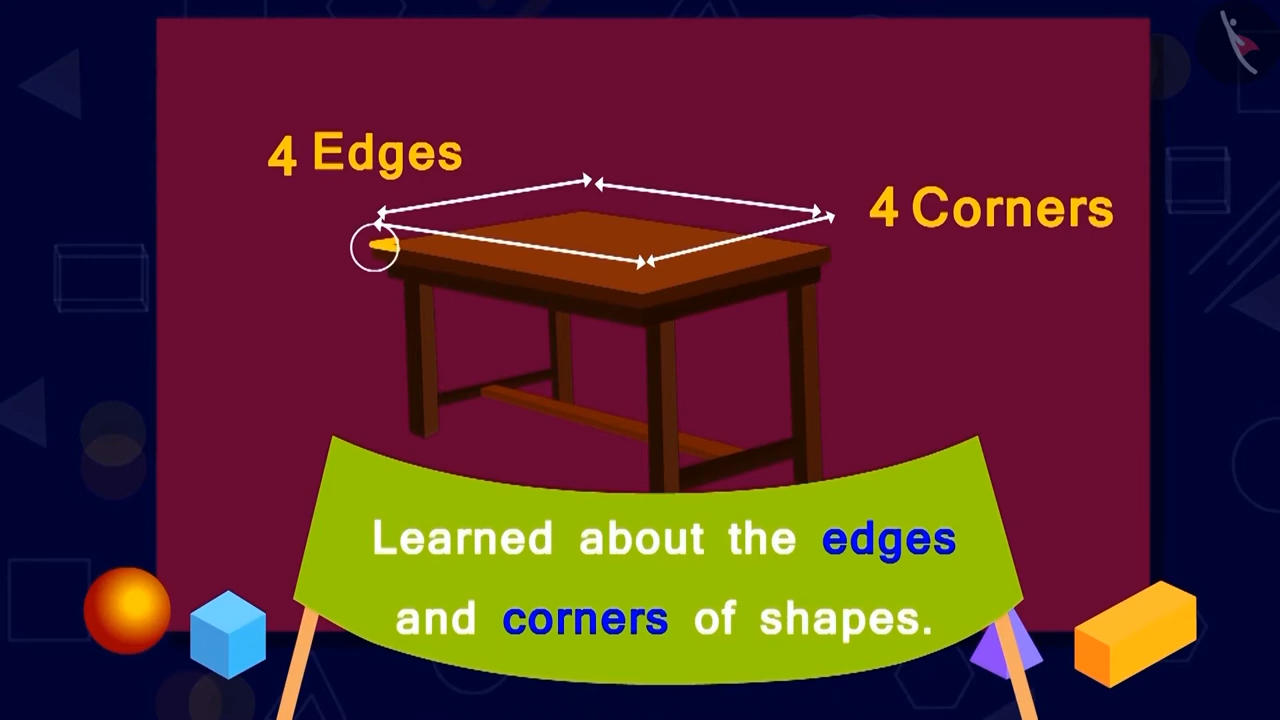 4 Edges
4 Corners
Learned about the edges
and corners of shapes.